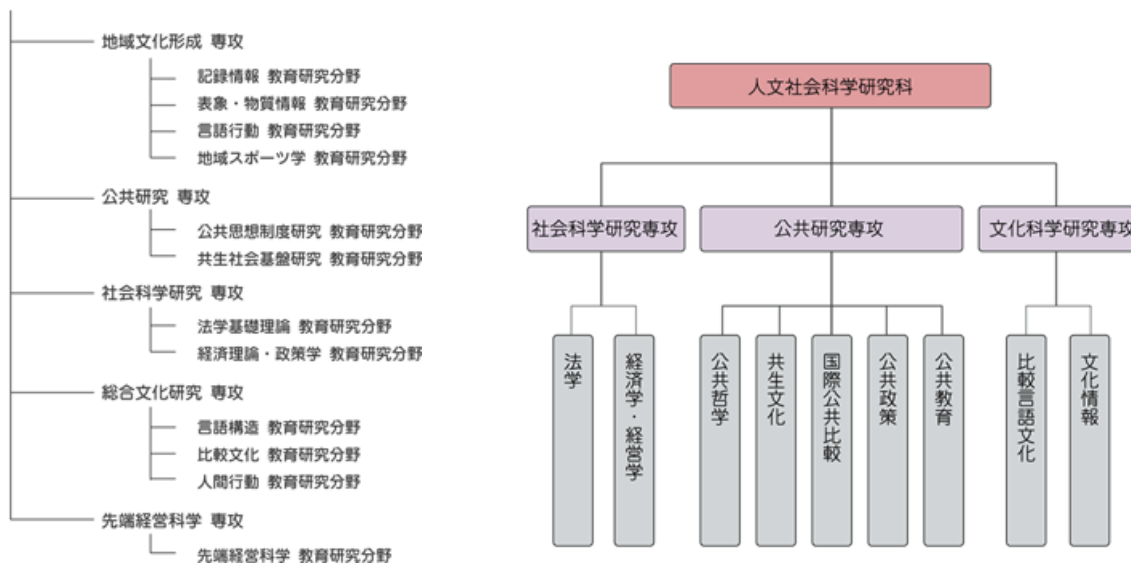 地域文化形成 専攻
記録情報 教育研究分野
表象・物質情報 教育研究分野
言語行動 教育研究分野
地域スポーツ学 教育研究分野
公共研究 専攻
公共思想制度研究 教育研究分野
共生社会基盤研究 教育研究分野
社会科学研究 専攻
法学基礎理論 教育研究分野
経済理論・政策学 教育研究分野
総合文化研究 専攻
言語構造 教育研究分野
比較文化 教育研究分野
人間行動 教育研究分野
先端経営科学 専攻
先端経営科学 教育研究分野
人文社会科学研究科
社会科学研究専攻
公共研究専攻
文化科学研究専攻
法学
経済学・経営学
公共哲学
共生文化
国際公共比較
公共政策
公共教育
比較言語文化
文化情報